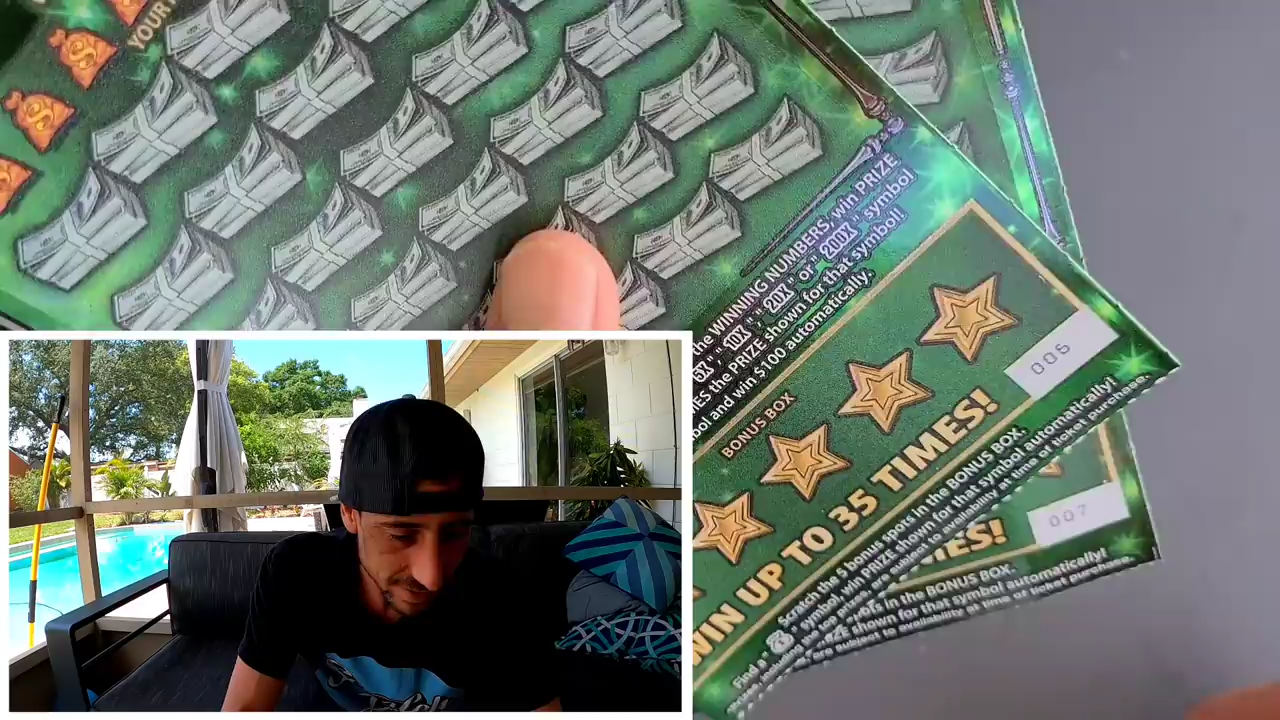 YOUR
the WINNING NUMBERS, win PRIZE
5X" "10X", "20X" or "200X" symbol
IES the PRIZE shown for that symbol!
bol and win $100 automatically.
BONUS BOX
WIN UP TO 35 TIMES!
006
Scratch the 5 bonus spots in the BONUS BOX.
Find a " " symbol, win PRIZE shown for that symbol automatically!
prizes, are subject to availability at time of ticket purchase.
007
MES!
in the BONUS BOX.
ZE shown for that symbol automatically!
are subject to availability at time of ticket purchase.